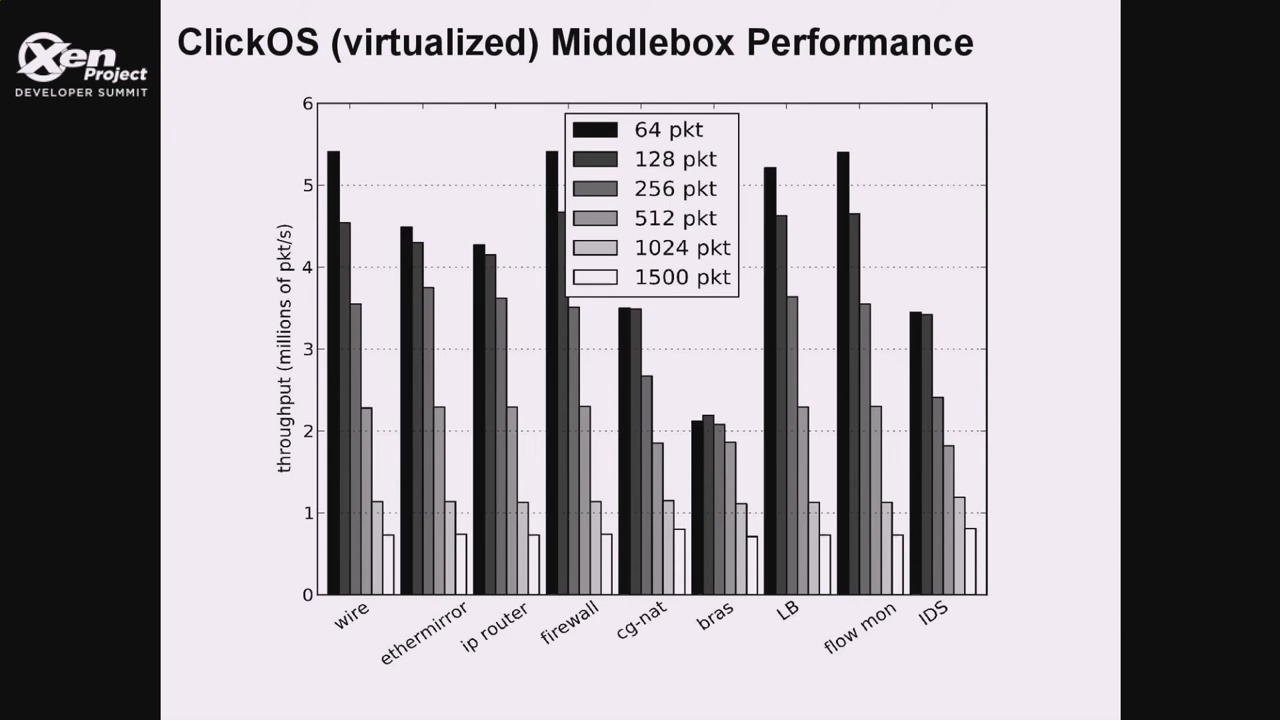 Xen
Project
DEVELOPER SUMMIT
ClickOS (virtualized) Middlebox Performance
throughput (millions of pkt/s)
6
5
4
3
2
1
0
64 pkt
128 pkt
256 pkt
512 pkt
1024 pkt
1500 pkt
wire
ethermirror
ip router
firewall
cg-nat
bras
LB
flow mon
IDS